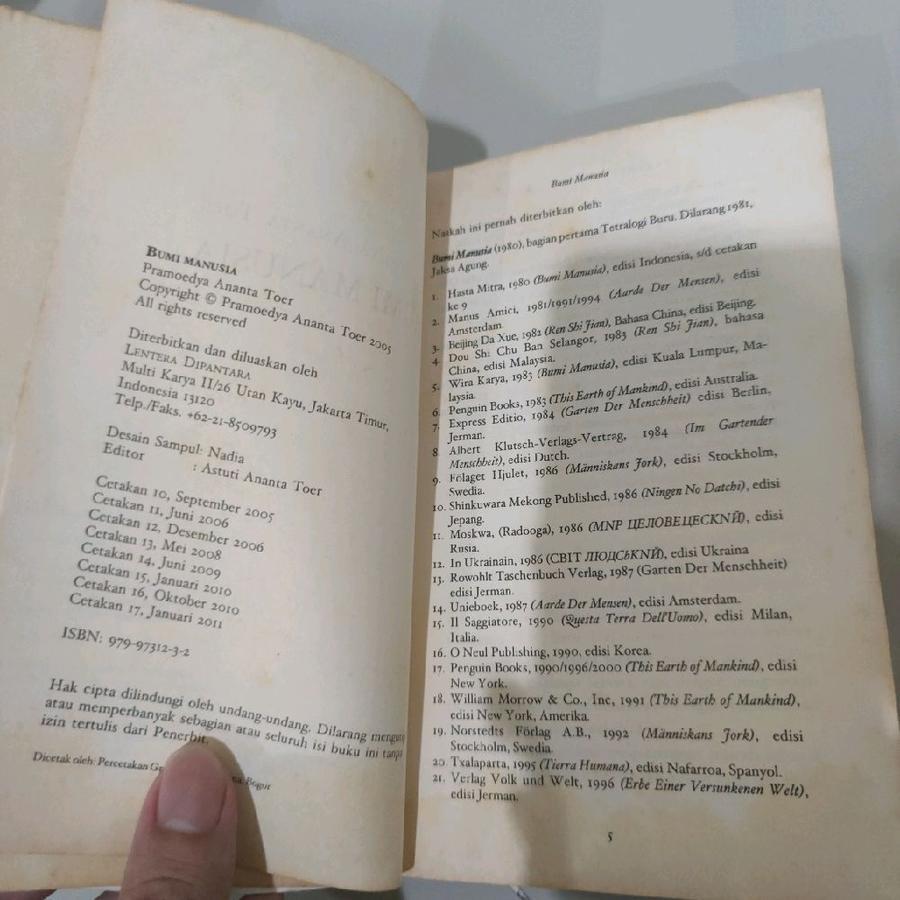 BUMI MANUSIA
Pramoedya Ananta Toer
Copyright © Pramoedya Ananta Toer 2005
All rights reserved
Diterbitkan dan diluaskan oleh
LENTERA DIPANTARA
Multi Karya II/26 Utan Kayu, Jakarta Timur,
Indonesia 13120
Telp./Faks. +62-21-8509793
Desain Sampul: Nadia
Editor : Astuti Ananta Toer
Cetakan 10, September 2005
Cetakan 11, Juni 2006
Cetakan 12, Desember 2006
Cetakan 13, Mei 2008
Cetakan 14, Juni 2009
Cetakan 15, Januari 2010
Cetakan 16, Oktober 2010
Cetakan 17, Januari 2011
ISBN: 979-97312-3-2
Hak cipta dilindungi oleh undang-undang. Dilarang mengutip
atau memperbanyak sebagian atau seluruh isi buku ini tanpa
izin tertulis dari Penerbit.
Dicetak oleh: Percetakan Bogor
Bumi Manusia
Naskah ini pernah diterbitkan oleh:
Bumi Manusia (1980), bagian pertama Tetralogi Buru. Dilarang 1981,
Jaksa Agung.
1. Hasta Mitra, 1980 (Bumi Manusia), edisi Indonesia, s/d cetakan
ke 9
2. Manus Amici, 1981/1991/1994 (Aarde Der Mensen), edisi
Amsterdam.
3. Beijing Da Xue, 1982 (Ren Shi Jian), Bahasa China, edisi Beijing.
4. Dou Shi Chu Ban Selangor, 1983 (Ren Shi Jian), bahasa
China, edisi Malaysia.
5. Wira Karya, 1983 (Bumi Manusia), edisi Kuala Lumpur, Ma-
laysia.
6. Penguin Books, 1983 (This Earth of Mankind), edisi Australia.
7. Express Editio, 1984 (Garten Der Menschheit) edisi Berlin,
Jerman.
8. Albert Klutsch-Verlags-Vertrag, 1984 (Im Gartender
Menschheit), edisi Dutch.
9. Folaget Hjulet, 1986 (Människans Jork), edisi Stockholm,
Swedia.
10. Shinkuwara Mekong Published, 1986 (Ningen No Datchi), edisi
Jepang.
11. Moskwa, (Radooga), 1986 (МNР ЦЕЛОВЕЦЕСКNЙ), edisi
Rusia.
12. In Ukrainain, 1986 (СВІТ ЛЮДСЬКNЙ), edisi Ukraina
13. Rowohlt Taschenbuch Verlag, 1987 (Garten Der Menschheit)
edisi Jerman.
14. Unieboek, 1987 (Aarde Der Mensen), edisi Amsterdam.
15. Il Saggiatore, 1990 (Questa Terra Dell'Uomo), edisi Milan,
Italia.
16. O Neul Publishing, 1990, edisi Korea.
17. Penguin Books, 1990/1996/2000 (This Earth of Mankind), edisi
New York.
18. William Morrow & Co., Inc, 1991 (This Earth of Mankind),
edisi New York, Amerika.
19. Norstedts Förlag A.B., 1992 (Människans Jork), edisi
Stockholm, Swedia
20. Txalaparta, 1995 (Tierra Humana), edisi Nafarroa, Spanyol.
21. Verlag Volk und Welt, 1996 (Erbe Einer Versunkenen Welt),
edisi Jerman.
5